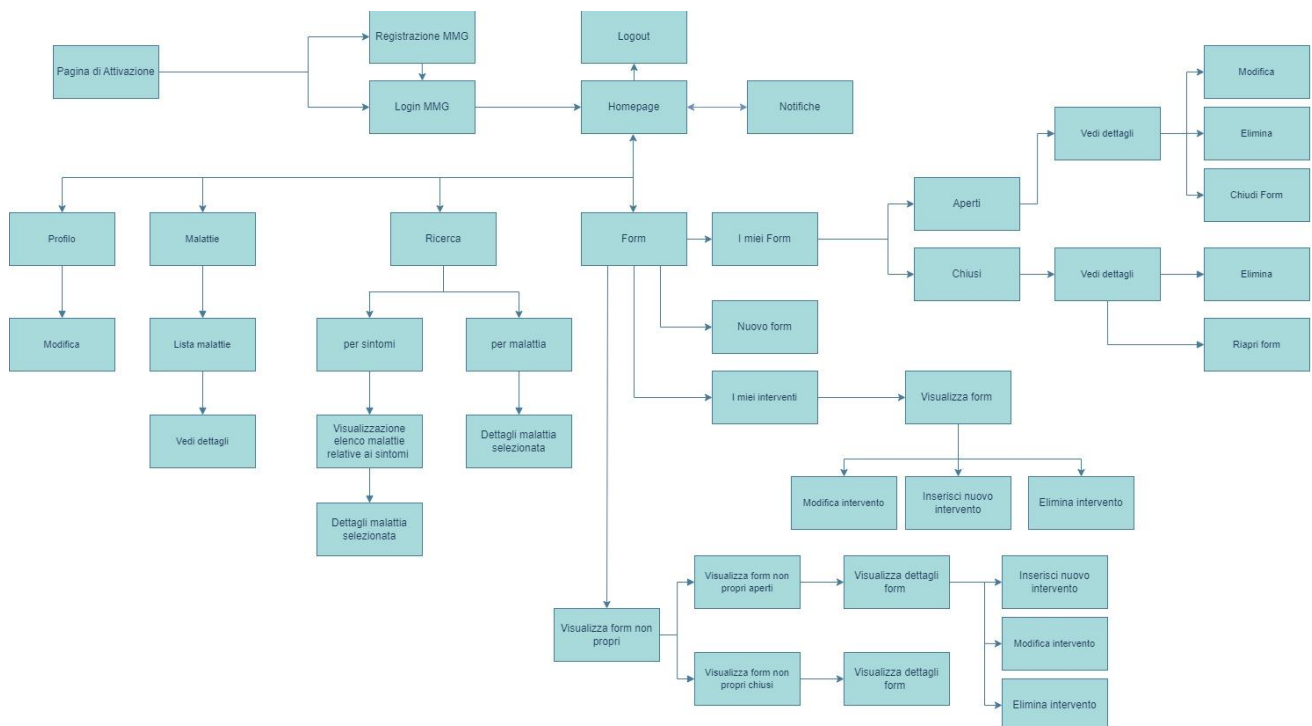 Registrazione MMG
Logout
Pagina di Attivazione
Modifica
Login MMG
Homepage
Notifiche
Vedi dettagli
Elimina
Aperti
Chiudi Form
Profilo
Malattie
Ricerca
Form
I miei Form
Chiusi
Vedi dettagli
Elimina
Modifica
Lista malattie
per sintomi
per malattia
Nuovo form
Riapri form
I miei interventi
Visualizza form
Vedi dettagli
Visualizzazione
elenco malattie
relative ai sintomi
Dettagli malattia
selezionata
Modifica intervento
Inserisci nuovo
intervento
Elimina intervento
Dettagli malattia
selezionata
Visualizza form non
propri aperti
Visualizza dettagli
form
Inserisci nuovo
intervento
Visualizza form non
propri
Modifica intervento
Visualizza form non
propri chiusi
Visualizza dettagli
form
Elimina intervento